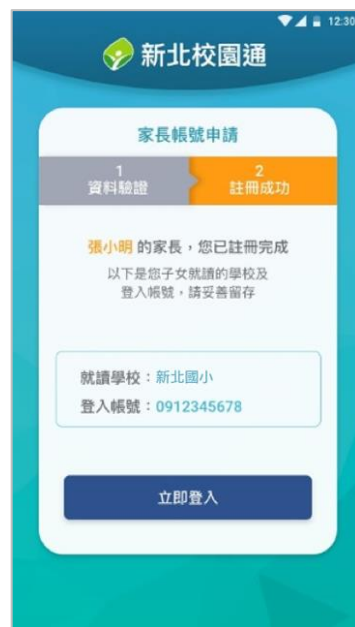 12:30
新北校園通
家長帳號申請
1
資料驗證
2
註冊成功
張小明 的家長，您已註冊完成
以下是您子女就讀的學校及
登入帳號，請妥善留存
就讀學校：新北國小
登入帳號：0912345678
立即登入